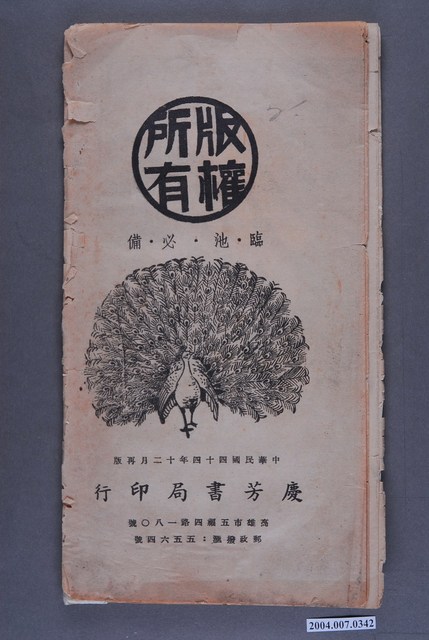 版權所有
臨・池・必・備
中華民國四十四年十二月再版
慶芳書局印行
高雄市五福四路一八〇號
郵政撥號：五五六四號
2004.007.0342